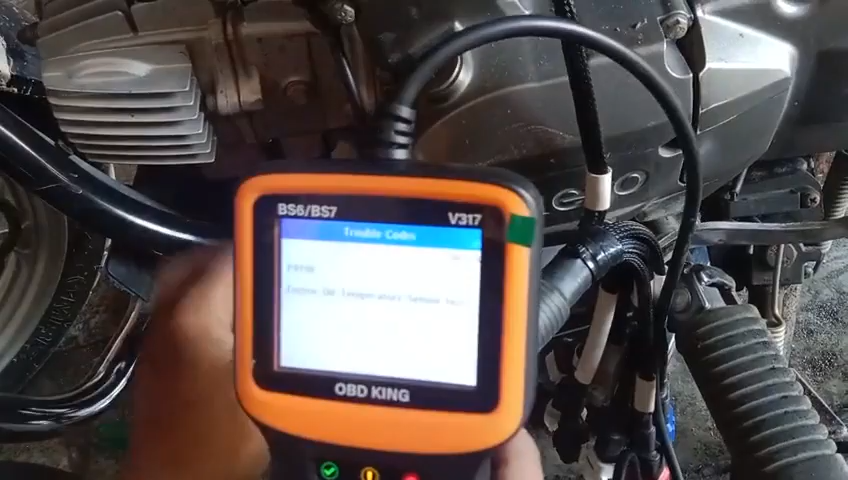 BS6/BS7
V317
Trouble Codes
Engine Oil Temperature Sensor
OBD KING